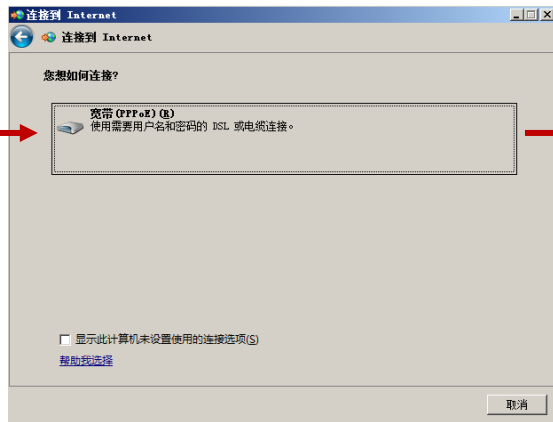 连接到 Internet
连接到 Internet
您想如何连接?
宽带(PPPoE)(R)
使用需要用户名和密码的 DSL 或电缆连接。
显示此计算机未设置使用的连接选项(S)
帮助我选择
取消